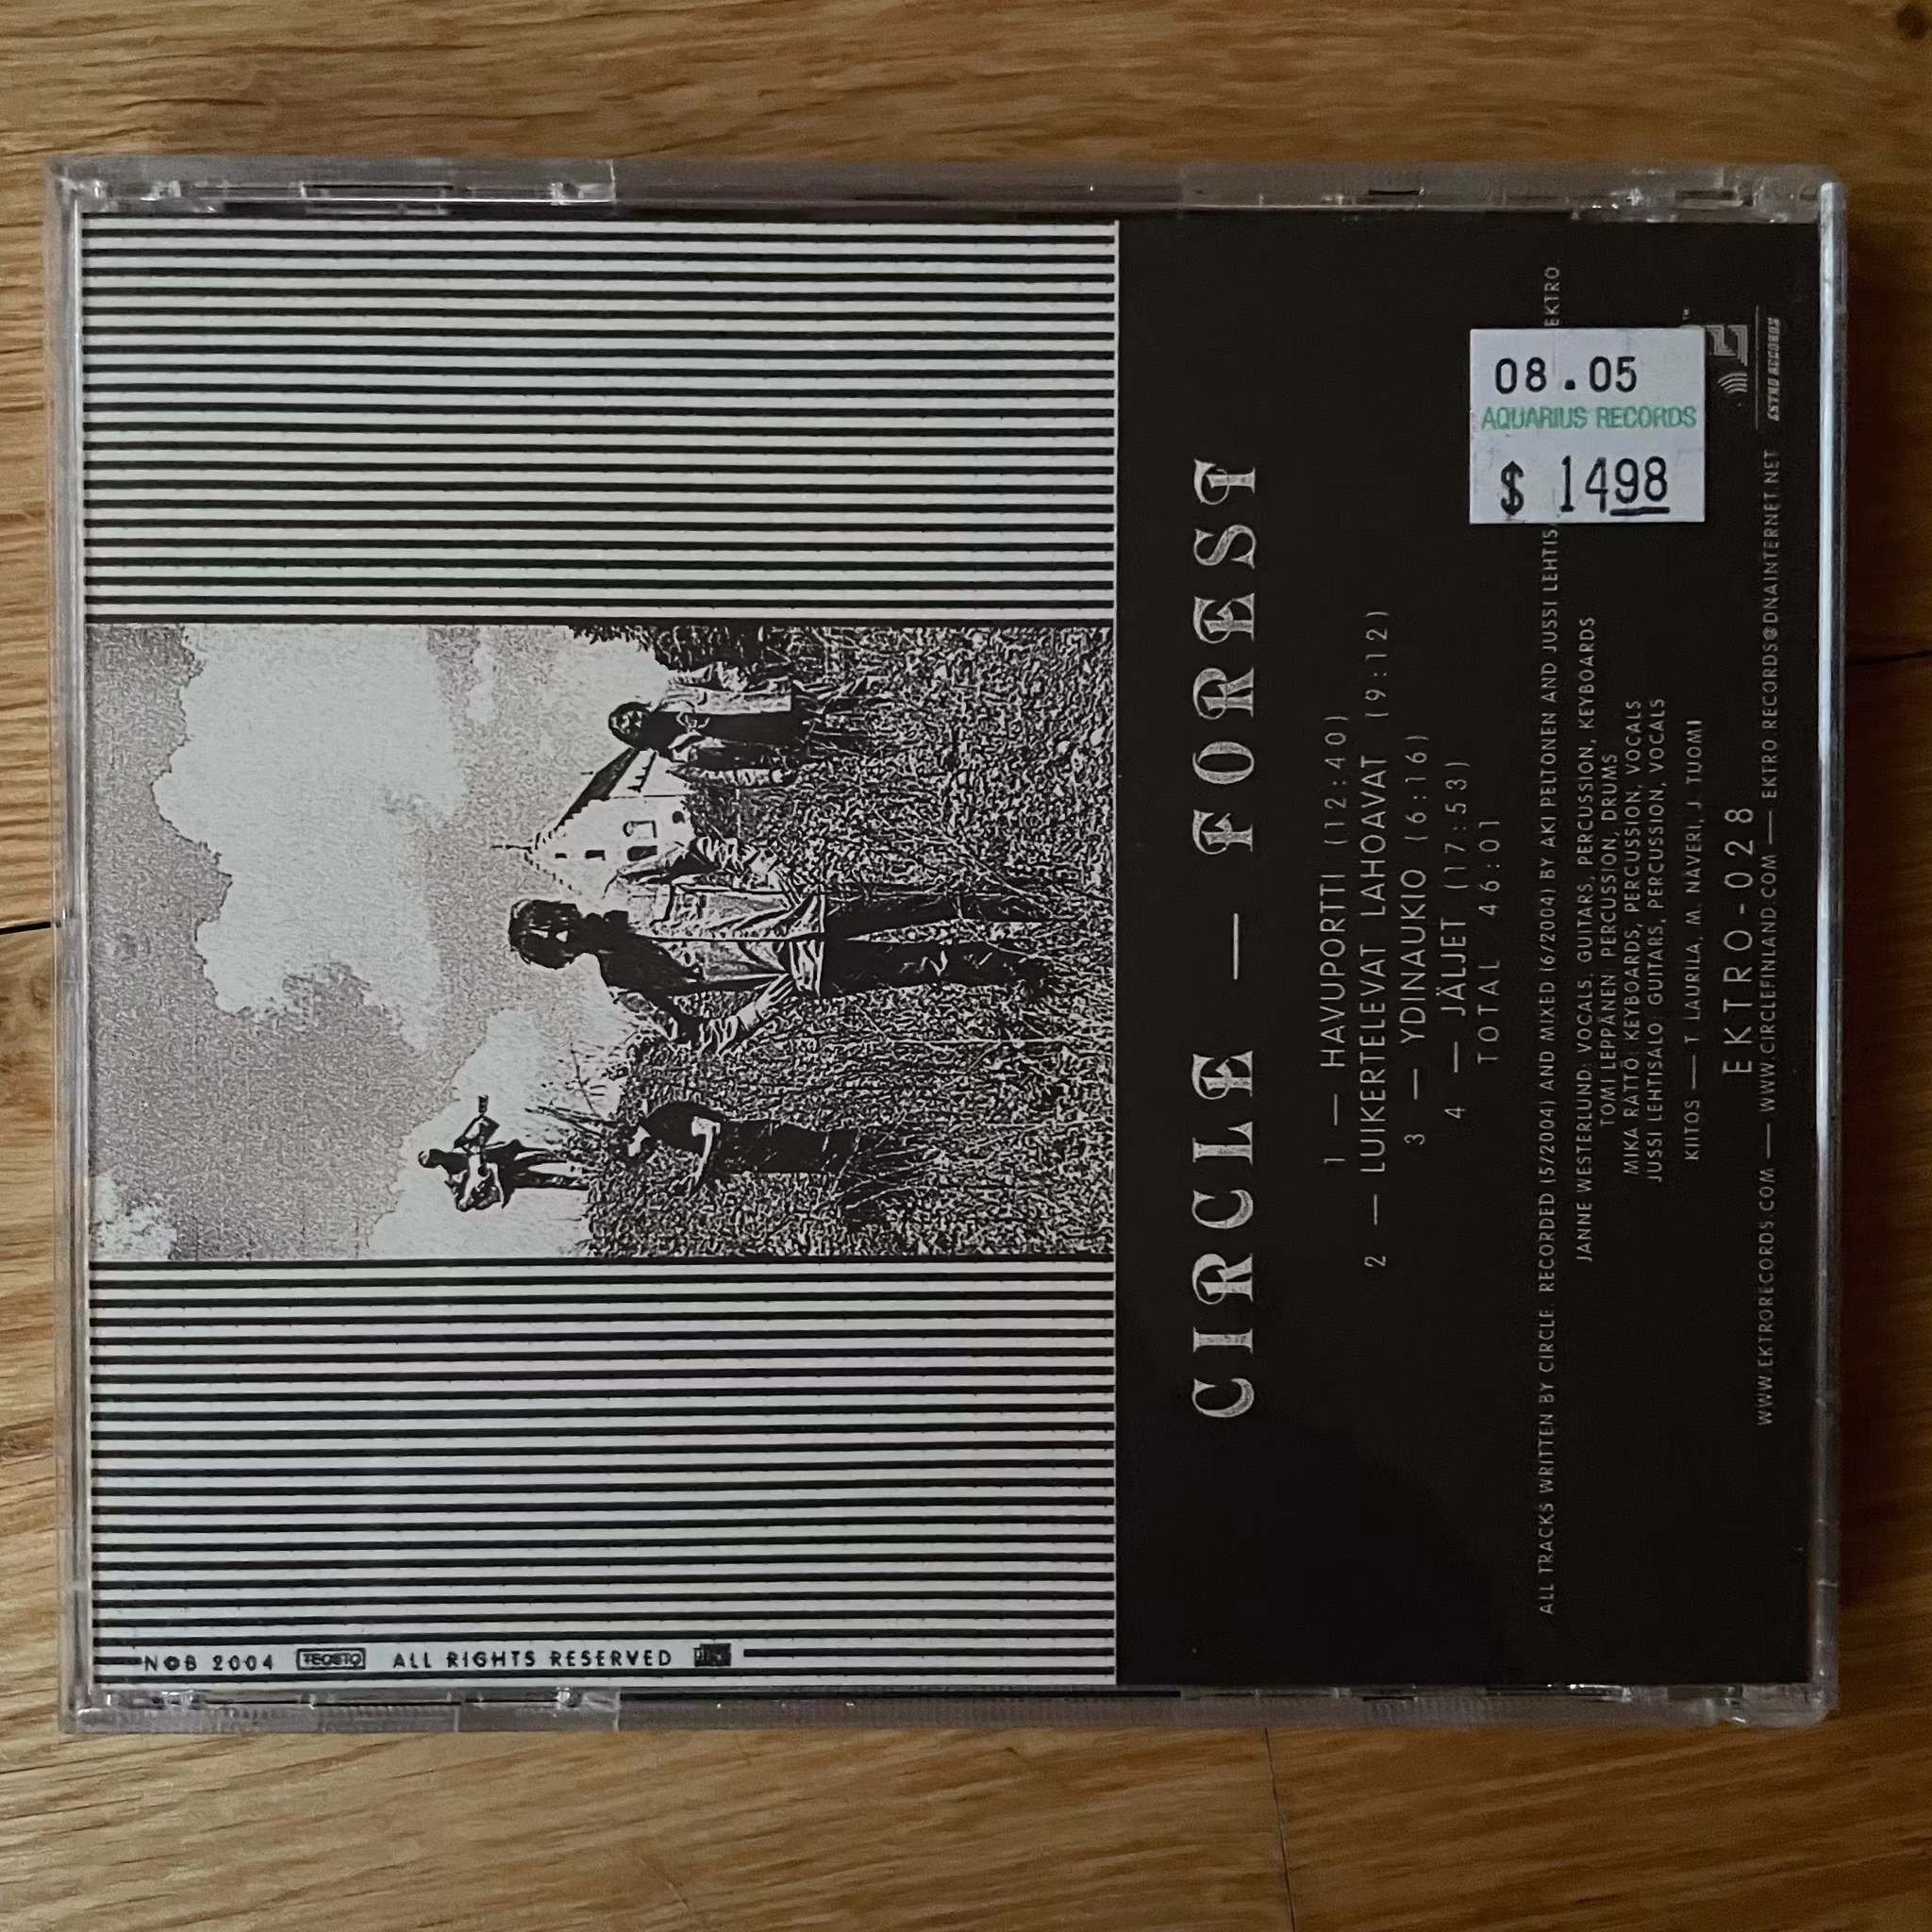 CIRCLE — FOREST
1 — HAVUPORTTI (12:40)
2 — LUIKERTELEVAT LAHOAVAT (9:12)
3 — YDINAUKIO (6:16)
4 — JÄLJET (17:53)
TOTAL 46:01
ALL TRACKS WRITTEN BY CIRCLE. RECORDED (5/2004) AND MIXED (6/2004) BY AKI PELTONEN AND JUSSI LEHTIS EKTRO.
JANNE WESTERLUND: VOCALS, GUITARS, PERCUSSION, KEYBOARDS
TOMI LEPPÄNEN: PERCUSSION, DRUMS
MIKA RÄTTÖ: KEYBOARDS, PERCUSSION, VOCALS
JUSSI LEHTISALO: GUITARS, PERCUSSION, VOCALS
KIITOS — T. LAURILA, M. NAVERI, J. TUOMI
EKTRO-028
WWW.EKTRORECORDS.COM — WWW.CIRCLEFINLAND.COM — EKTRO RECORDS@DNAINTERNET.NET
TM
EKTRO RECORDS
08.05
AQUARIUS RECORDS
$ 1498
N©B 2004 TEOSTO ALL RIGHTS RESERVED